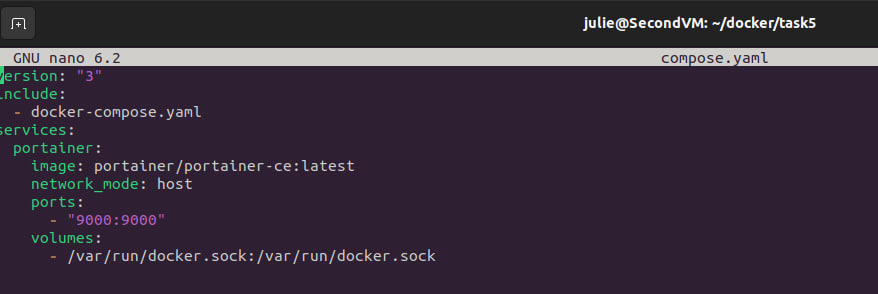 julie@SecondVM: ~/docker/task5
GNU nano 6.2 compose.yaml
version: "3"
include:
  - docker-compose.yaml
services:
  portainer:
    image: portainer/portainer-ce:latest
    network_mode: host
    ports:
      - "9000:9000"
    volumes:
      - /var/run/docker.sock:/var/run/docker.sock